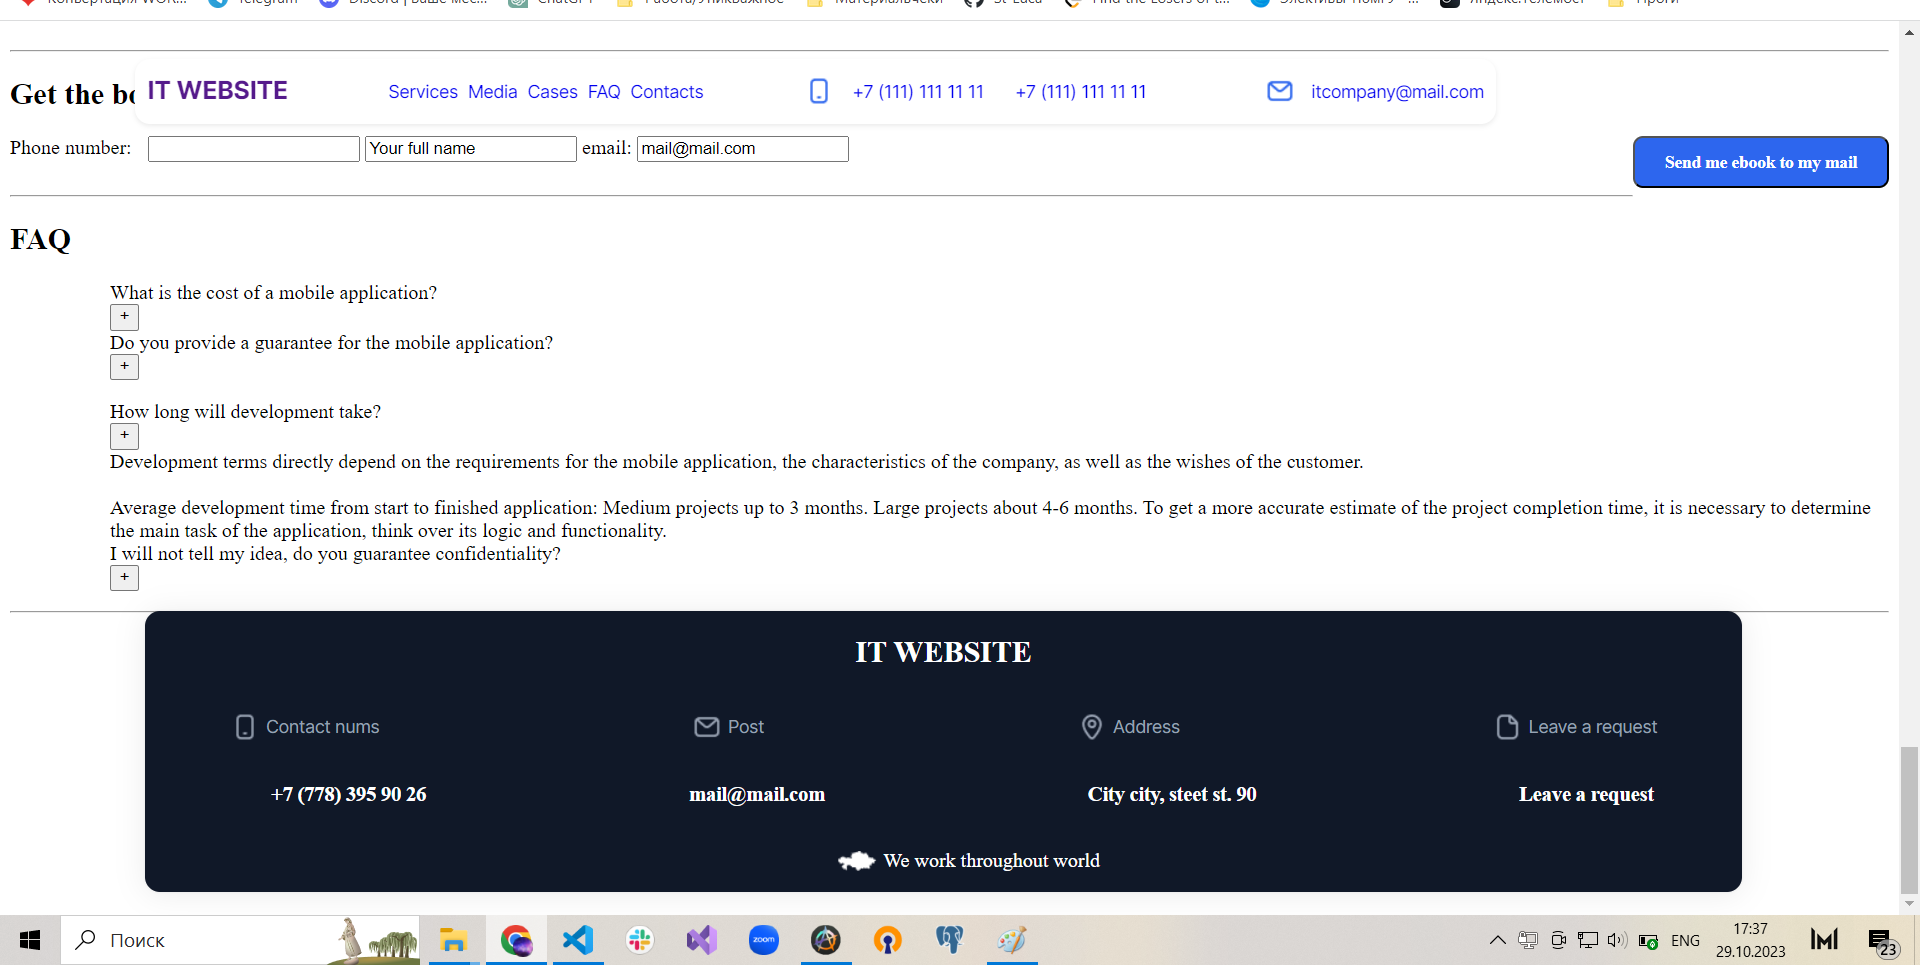 Get the bo
IT WEBSITE
Services Media Cases FAQ Contacts
+7 (111) 111 11 11
+7 (111) 111 11 11
itcompany@mail.com
Phone number:
Your full name
email:
mail@mail.com
Send me ebook to my mail
FAQ
What is the cost of a mobile application?
+
Do you provide a guarantee for the mobile application?
+
How long will development take?
+
Development terms directly depend on the requirements for the mobile application, the characteristics of the company, as well as the wishes of the customer.
Average development time from start to finished application: Medium projects up to 3 months. Large projects about 4-6 months. To get a more accurate estimate of the project completion time, it is necessary to determine
the main task of the application, think over its logic and functionality.
I will not tell my idea, do you guarantee confidentiality?
+
IT WEBSITE
Contact nums
Post
Address
Leave a request
+7 (778) 395 90 26
mail@mail.com
City city, steet st. 90
Leave a request
We work throughout world
Поиск
zoom
ENG
17:37
29.10.2023
23